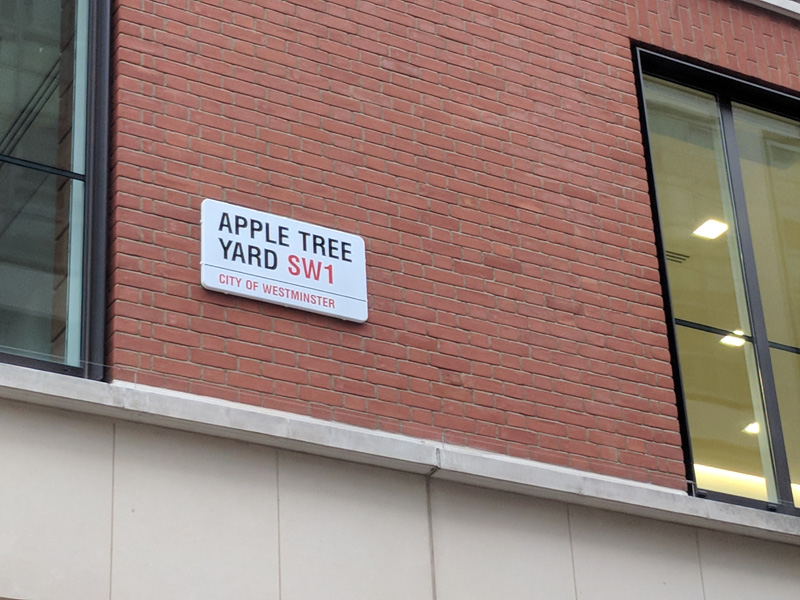 APPLE TREE
YARD SW1
CITY OF WESTMINSTER